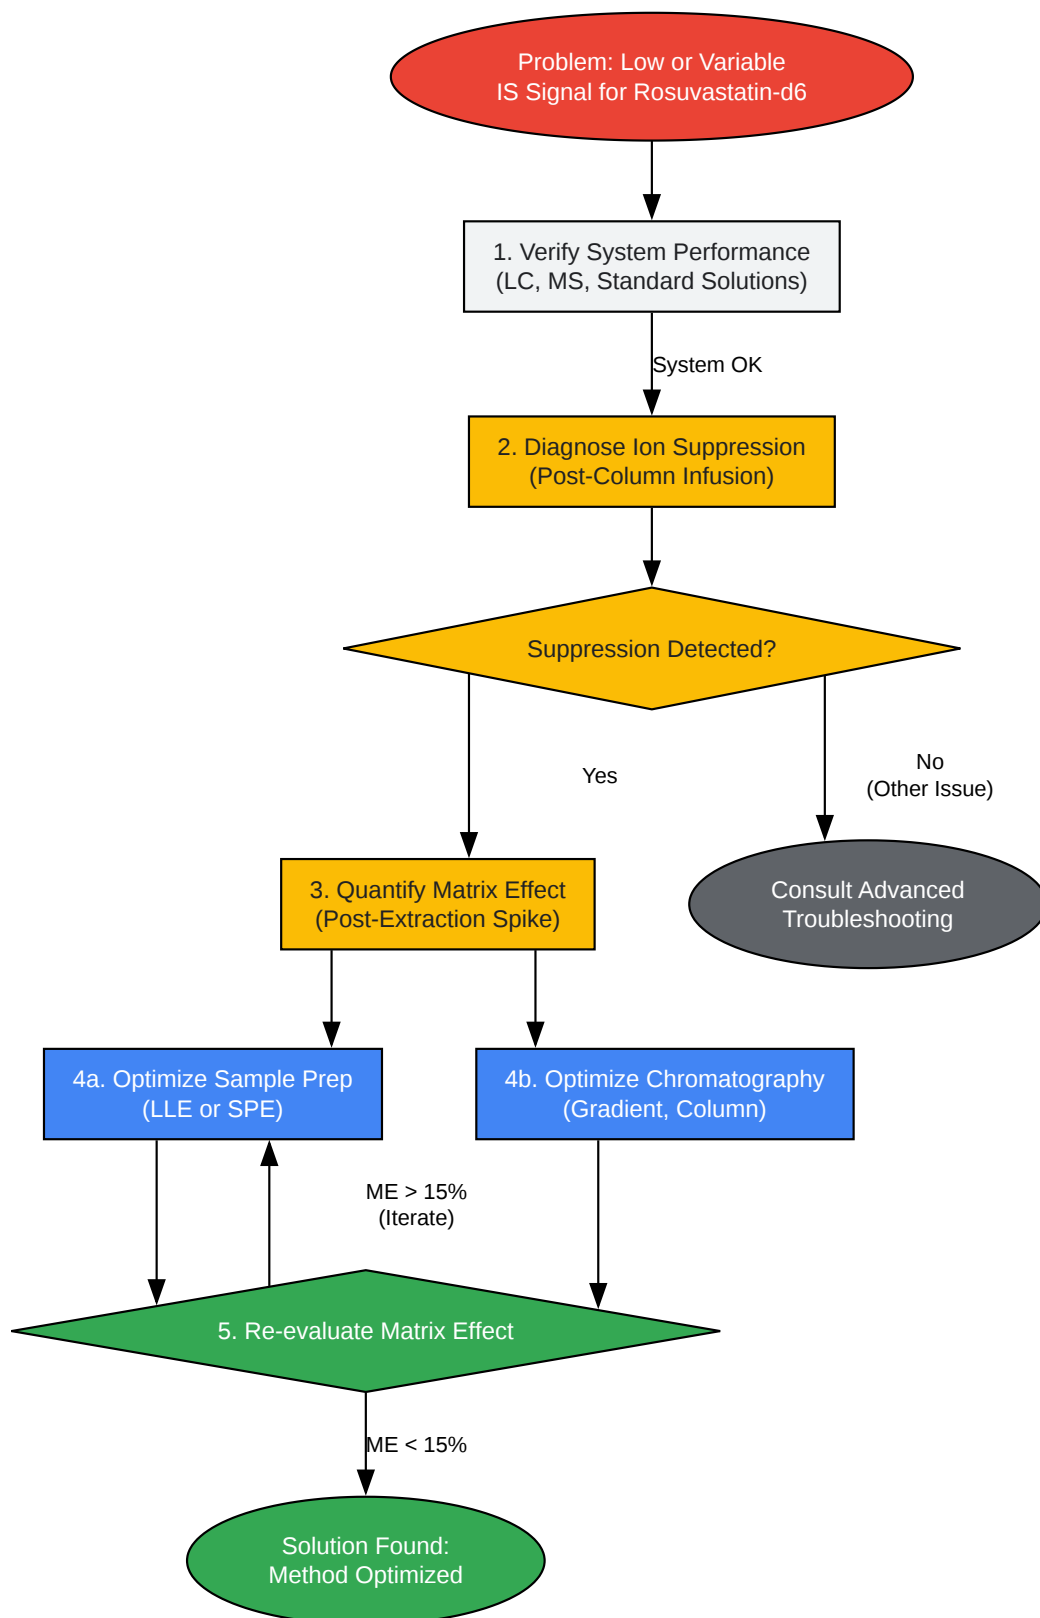 Problem: Low or Variable
IS Signal for Rosuvastatin-d6
1. Verify System Performance
(LC, MS, Standard Solutions)
System OK
2. Diagnose Ion Suppression
(Post-Column Infusion)
Suppression Detected?
Yes
No
(Other Issue)
3. Quantify Matrix Effect
(Post-Extraction Spike)
Consult Advanced
Troubleshooting
4a. Optimize Sample Prep
(LLE or SPE)
4b. Optimize Chromatography
(Gradient, Column)
ME > 15%
(Iterate)
5. Re-evaluate Matrix Effect
ME < 15%
Solution Found:
Method Optimized